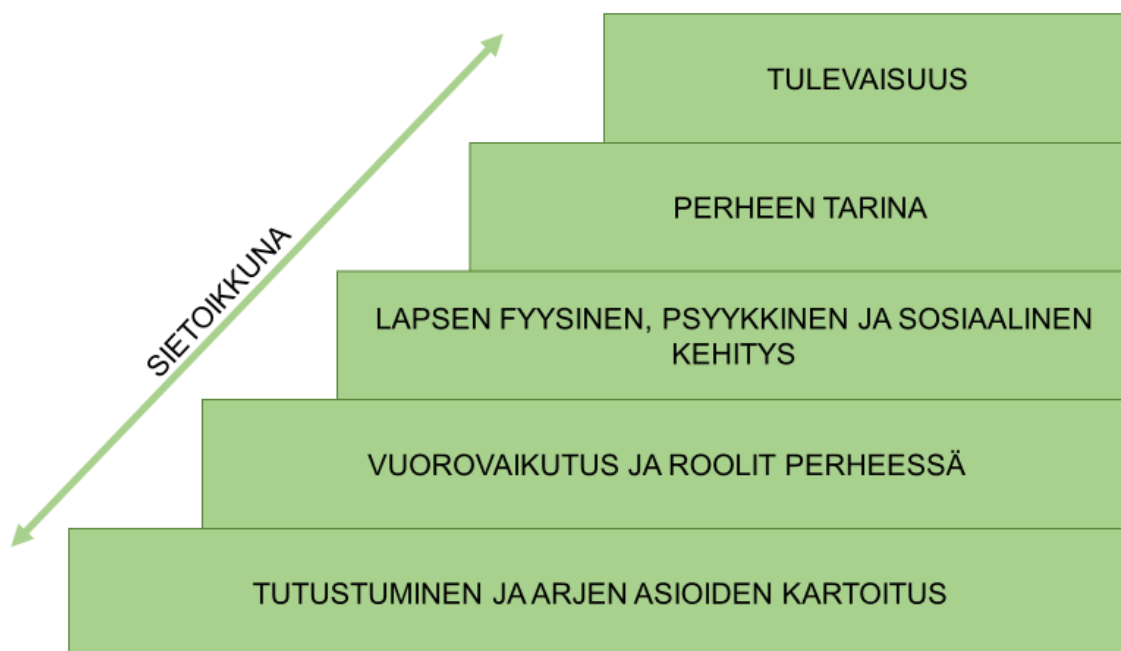 TULEVAISUUS
PERHEEN TARINA
SIETOIKKUNA
LAPSEN FYYSINEN, PSYYKKINEN JA SOSIAALINEN
KEHITYS
VUOROVAIKUTUS JA ROOLIT PERHEESSÄ
TUTUSTUMINEN JA ARJEN ASIOIDEN KARTOITUS